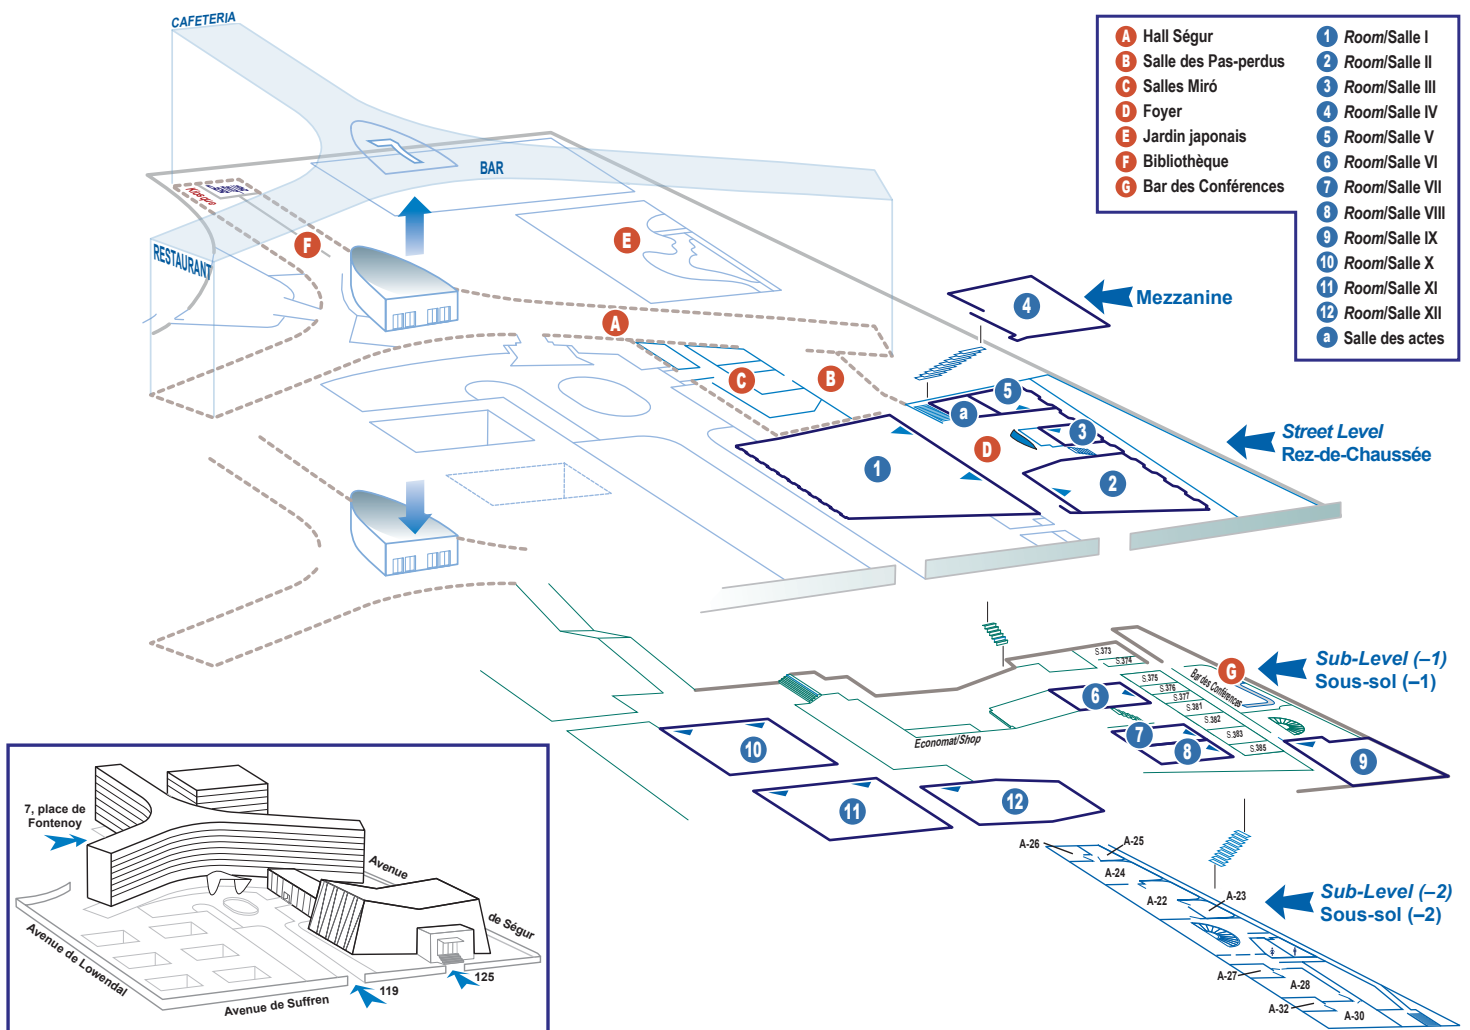 CAFETERIA
BAR
RESTAURANT
Kiosque
F
E
A
C
B
D
A Hall Ségur
B Salle des Pas-perdus
C Salles Miró
D Foyer
E Jardin japonais
F Bibliothèque
G Bar des Conférences
1 Room/Salle I
2 Room/Salle II
3 Room/Salle III
4 Room/Salle IV
5 Room/Salle V
6 Room/Salle VI
7 Room/Salle VII
8 Room/Salle VIII
9 Room/Salle IX
10 Room/Salle X
11 Room/Salle XI
12 Room/Salle XII
a Salle des actes
4
Mezzanine
5
a
3
1
2
Street Level
Rez-de-Chaussée
S.373
S.374
S.375
S.376
S.377
S.381
S.382
S.383
S.385
Bar des Conférences
G
6
7
8
9
10
11
12
Economat/Shop
Sub-Level (–1)
Sous-sol (–1)
A-26
A-25
A-24
A-22
A-23
A-27
A-28
A-32
A-30
Sub-Level (–2)
Sous-sol (–2)
7, place de
Fontenoy
Avenue
de Ségur
Avenue de Lowendal
Avenue de Suffren
119
125